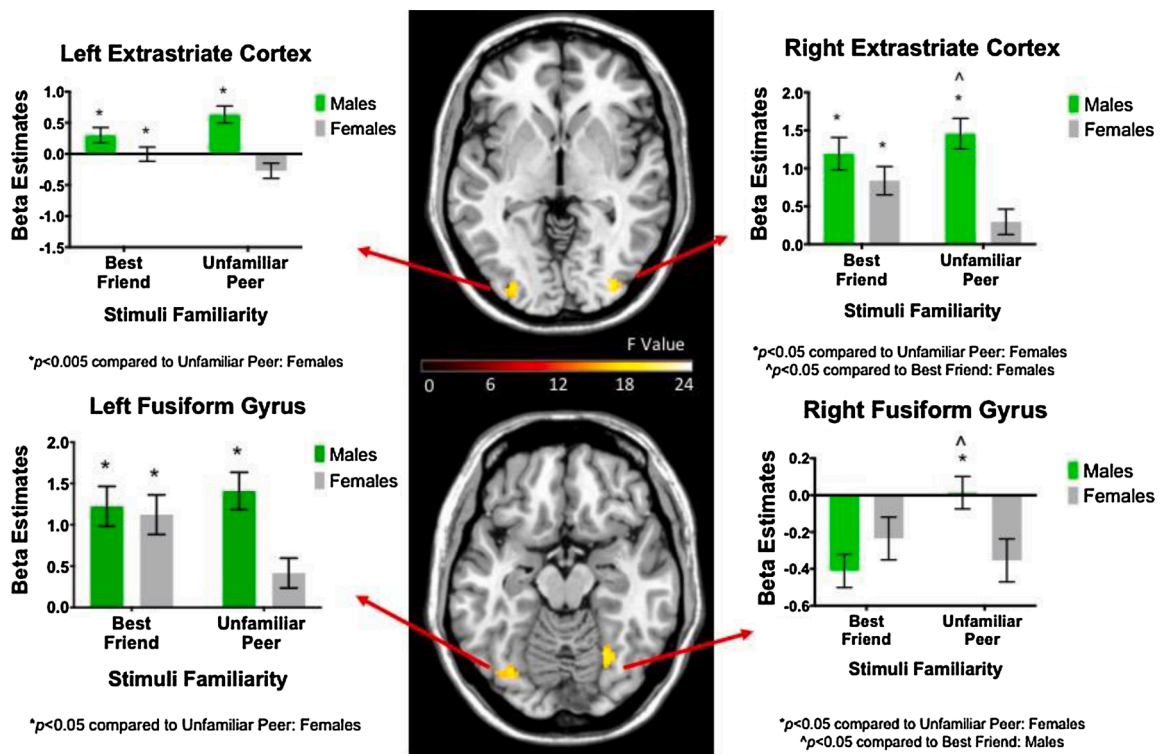 Left Extrastriate Cortex
1.0
0.5
0.0
-0.5
-1.0
-1.5
Beta Estimates
*
*
*
Males
Females
Best
Friend
Unfamiliar
Peer
Stimuli Familiarity
*p<0.005 compared to Unfamiliar Peer: Females
Right Extrastriate Cortex
2.0
1.5
1.0
0.5
0.0
Beta Estimates
*
*
^
*
Males
Females
Best
Friend
Unfamiliar
Peer
Stimuli Familiarity
*p<0.05 compared to Unfamiliar Peer: Females
^p<0.05 compared to Best Friend: Females
F Value
0 6 12 18 24
Left Fusiform Gyrus
2.0
1.5
1.0
0.5
0.0
Beta Estimates
*
*
*
Males
Females
Best
Friend
Unfamiliar
Peer
Stimuli Familiarity
*p<0.05 compared to Unfamiliar Peer: Females
Right Fusiform Gyrus
0.2
0.0
-0.2
-0.4
-0.6
Beta Estimates
^
*
Males
Females
Best
Friend
Unfamiliar
Peer
Stimuli Familiarity
*p<0.05 compared to Unfamiliar Peer: Females
^p<0.05 compared to Best Friend: Males